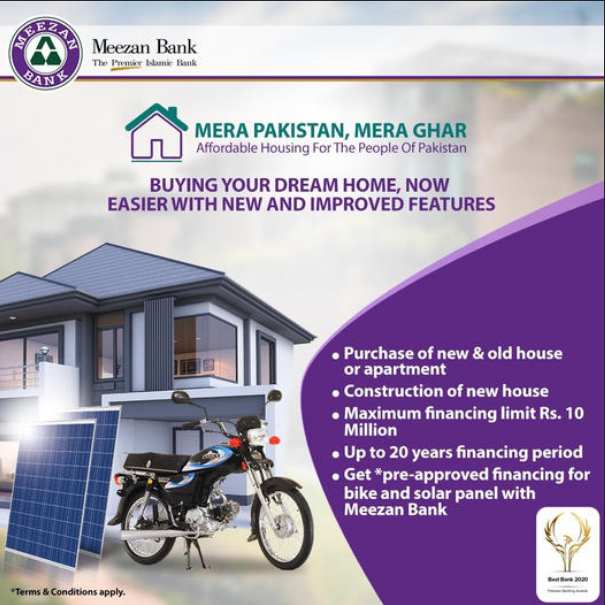 MEEZAN BANK
Meezan Bank
The Premier Islamic Bank
MERA PAKISTAN, MERA GHAR
Affordable Housing For The People Of Pakistan
BUYING YOUR DREAM HOME, NOW
EASIER WITH NEW AND IMPROVED FEATURES
• Purchase of new & old house
or apartment
• Construction of new house
• Maximum financing limit Rs. 10
Million
• Up to 20 years financing period
• Get *pre-approved financing for
bike and solar panel with
Meezan Bank
Best Bank 2020
Pakistan Banking Awards
*Terms & Conditions apply.